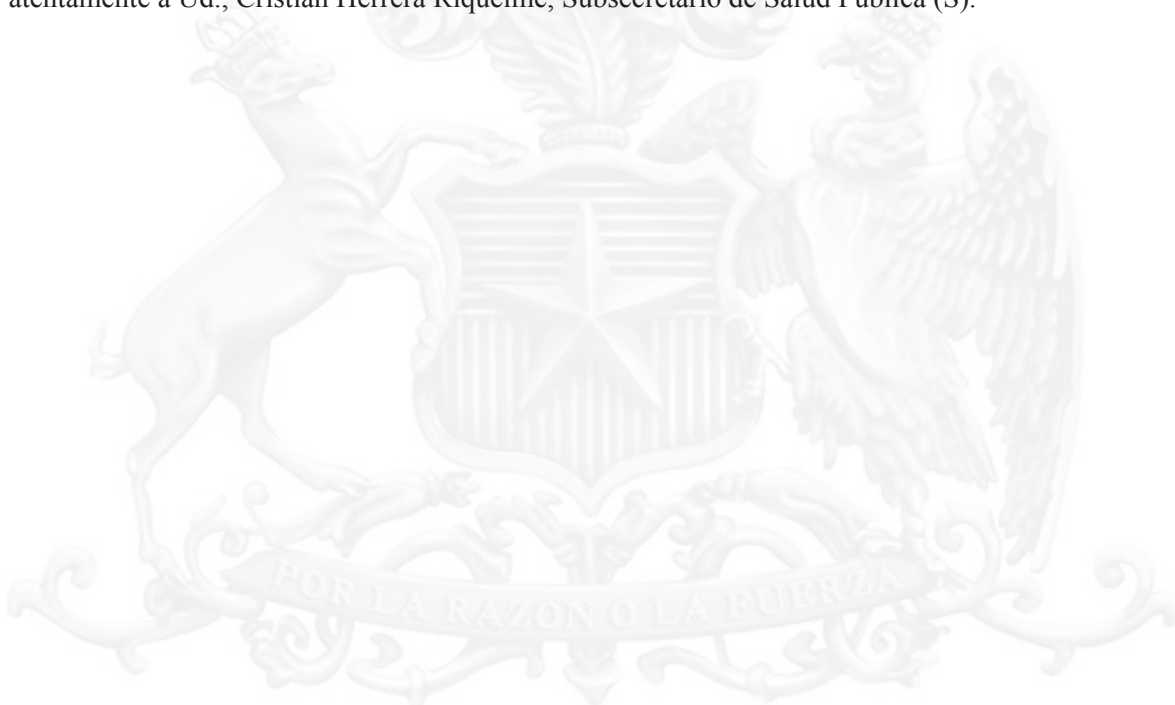 atentamente a Ud., Cristian Herrera Riquelme, Subsecretario de Salud Pública (S).
POR LA RAZON O LA FUERZA